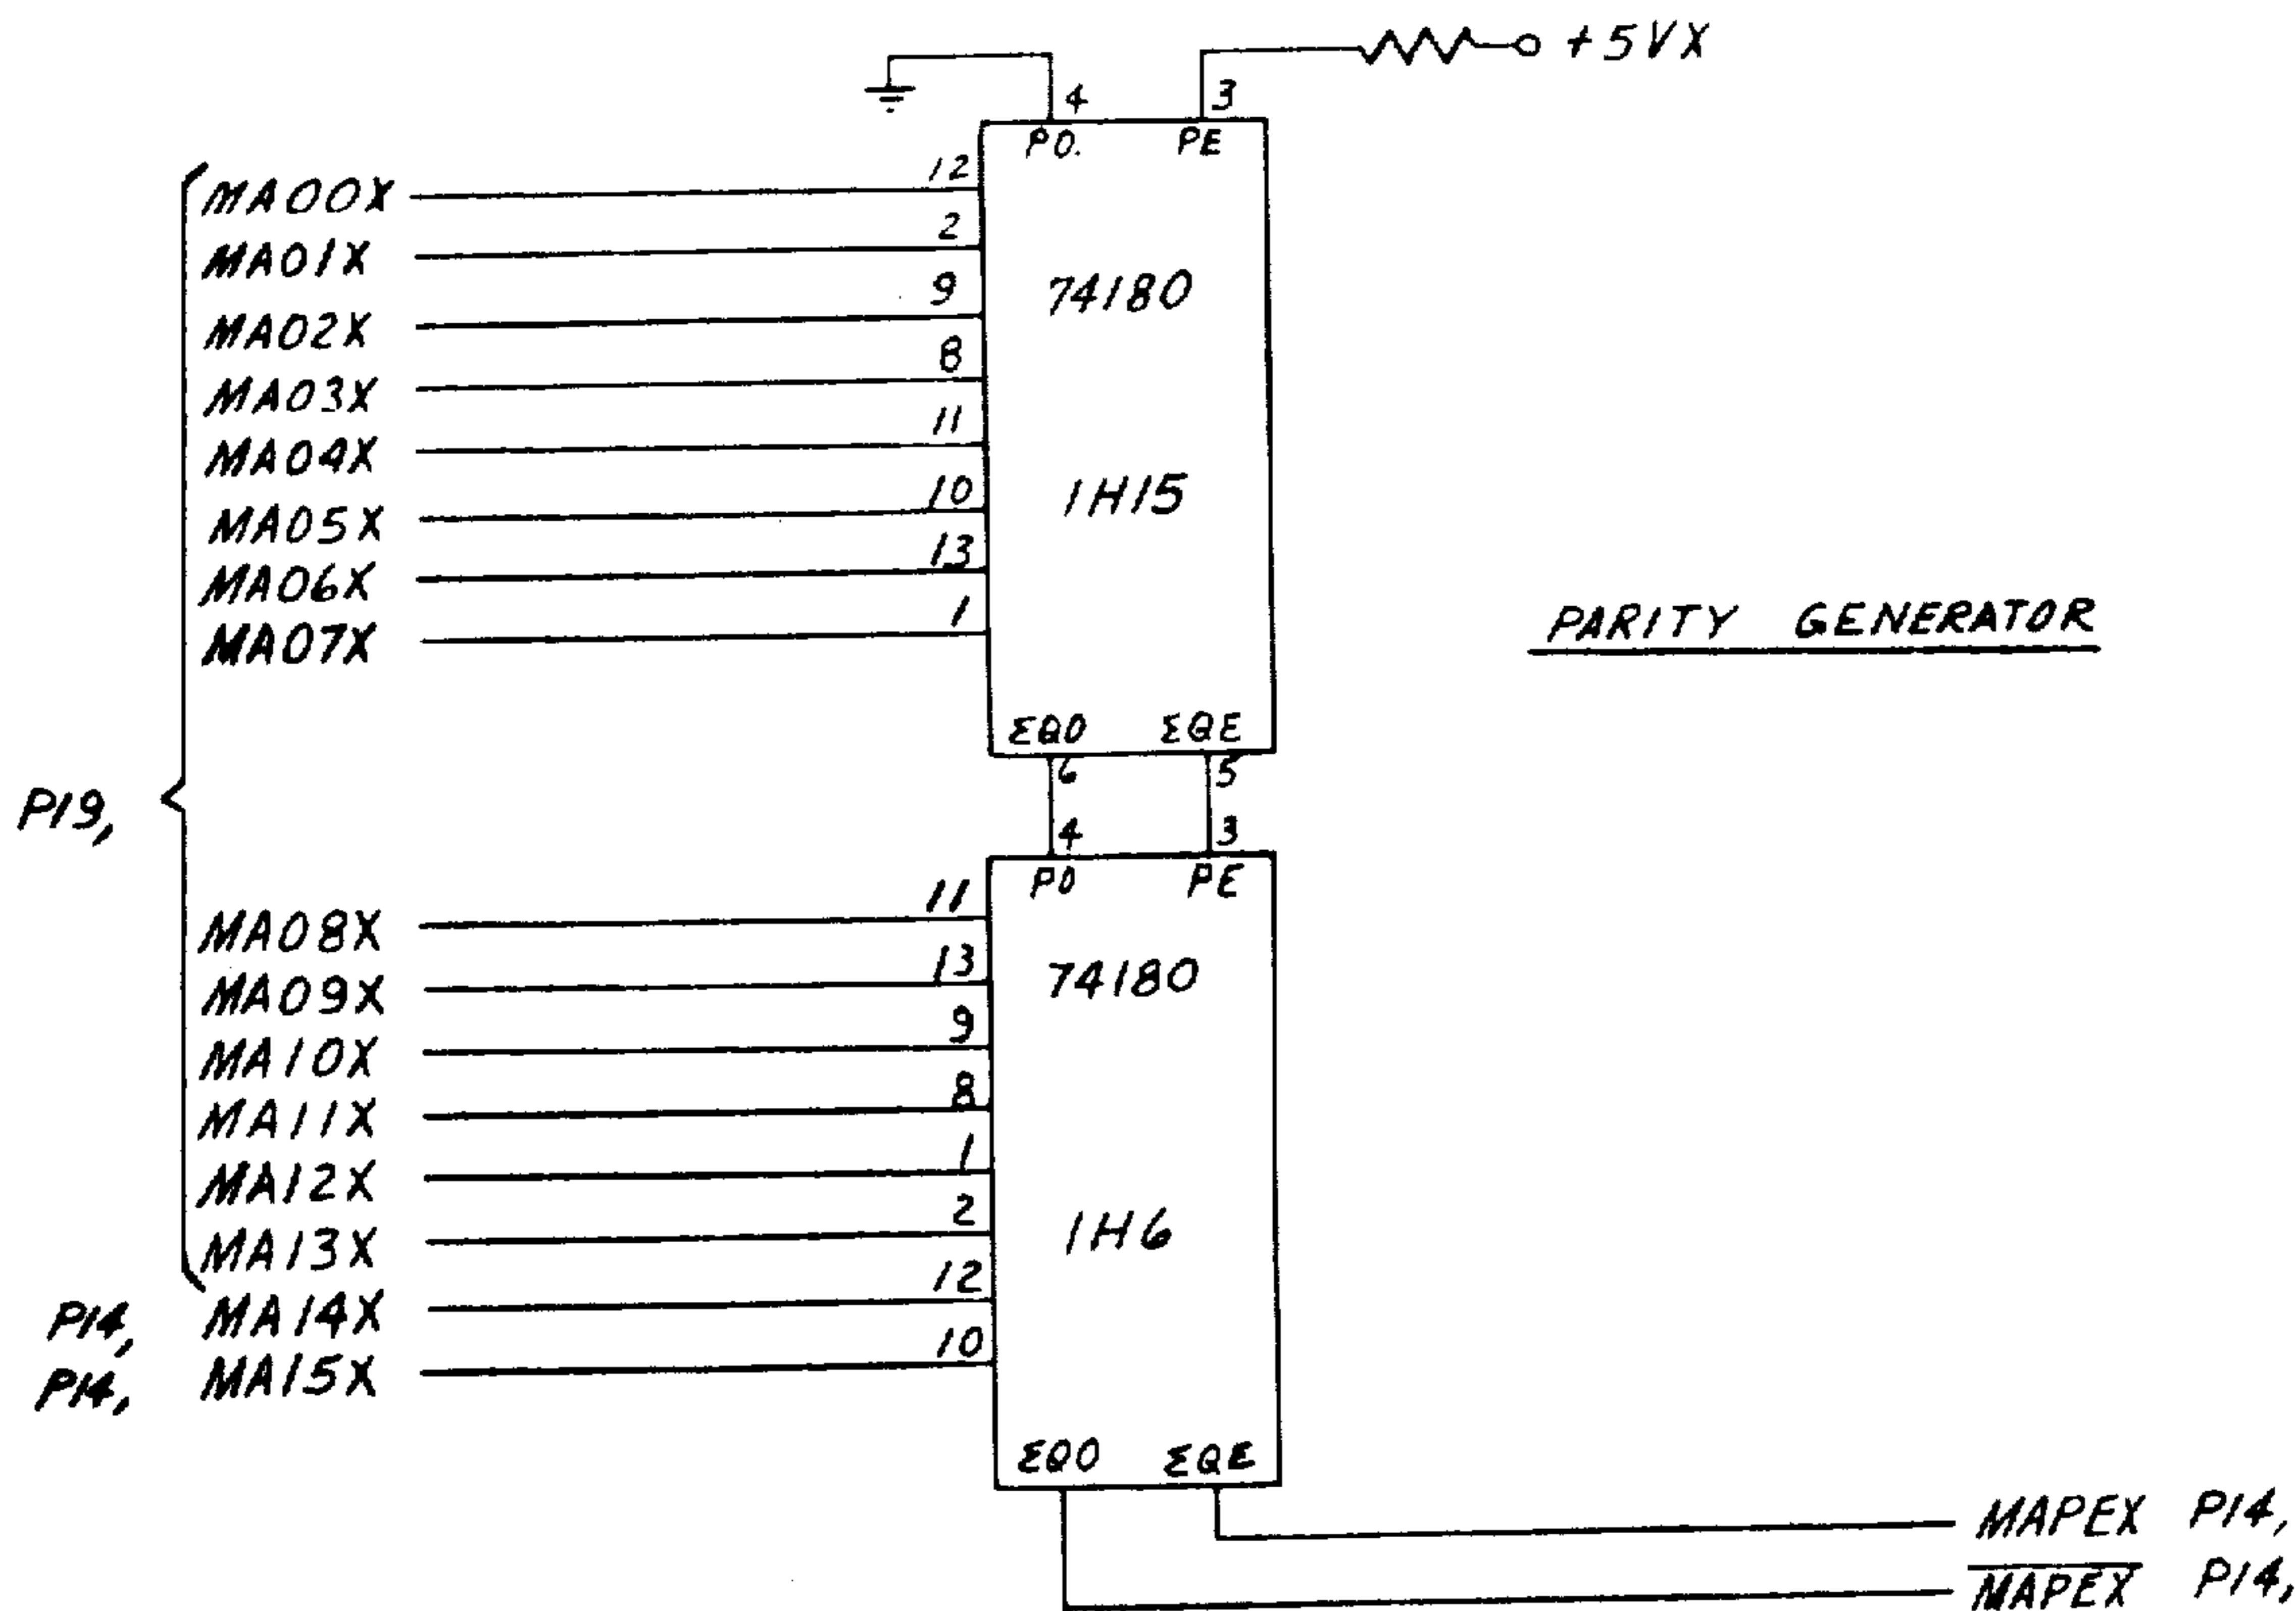 +5VX
4 3
PO. PE
MA00X 12
MA01X 2
MA02X 9
74180
MA03X 8
MA04X 11
MA05X 10
1H15
MA06X 13
MA07X 1
PARITY GENERATOR
ΣQO ΣQE
6 5
P19,
4 3
PO PE
MA08X 11
MA09X 13
74180
MA10X 9
MA11X 8
MA12X 1
MA13X 2
1H6
P14, MA14X 12
P14, MA15X 10
ΣQO ΣQE
MAPEX P14,
MAPEX P14,